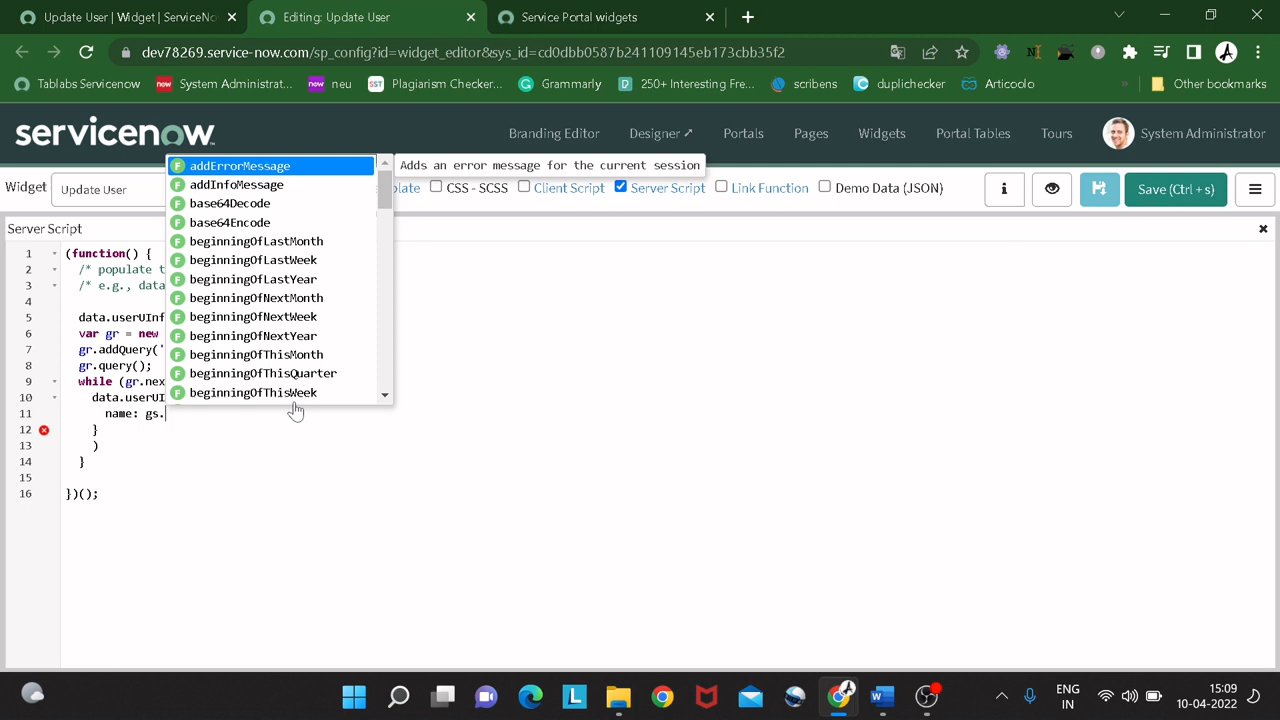 Update User | Widget | ServiceNo
Editing: Update User
Service Portal widgets
dev78269.service-now.com/sp_config?id=widget_editor&sys_id=cd0dbb0587b241109145eb173cbb35f2
Tablabs Servicenow
System Administrat...
neu
Plagiarism Checker...
Grammarly
250+ Interesting Fre...
scribens
duplichecker
Articoolo
Other bookmarks
servicenow
Branding Editor
Designer
Portals
Pages
Widgets
Portal Tables
Tours
System Administrator
Widget
Update User
plate
CSS - SCSS
Client Script
Server Script
Link Function
Demo Data (JSON)
Save (Ctrl + s)
addErrorMessage
Adds an error message for the current session
addInfoMessage
base64Decode
base64Encode
beginningOfLastMonth
beginningOfLastWeek
beginningOfLastYear
beginningOfNextMonth
beginningOfNextWeek
beginningOfNextYear
beginningOfThisMonth
beginningOfThisQuarter
beginningOfThisWeek
Server Script
1 (function() {
2 /* populate t
3 /* e.g., data
4
5 data.userUInf
6 var gr = new
7 gr.addQuery('
8 gr.query();
9 while (gr.nex
10 data.userUI
11 name: gs.
12 }
13 )
14 }
15
16 })();
ENG
IN
15:09
10-04-2022